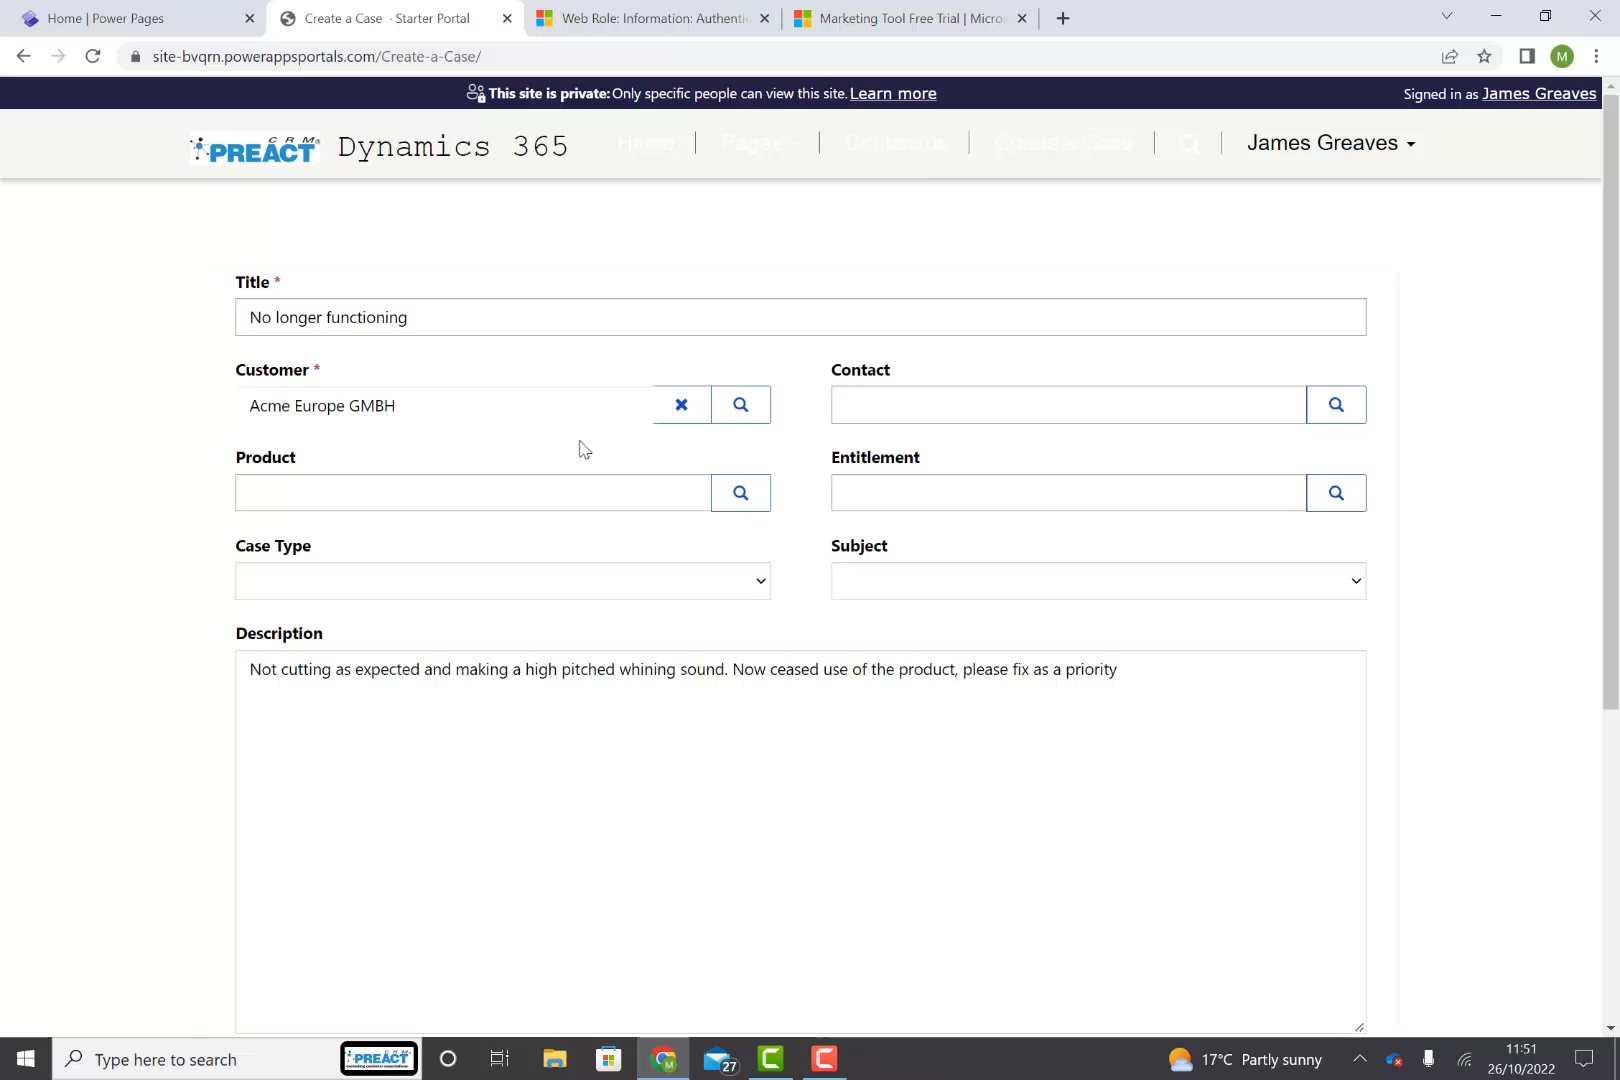 Home | Power Pages
Create a Case - Starter Portal
Web Role: Information: Authenti
Marketing Tool Free Trial | Micros
site-bvqrn.powerappsportals.com/Create-a-Case/
M
This site is private: Only specific people can view this site. Learn more
Signed in as James Greaves
CRM
PREACT
Dynamics 365
Home
Pages
Contact us
Create a Case
James Greaves
Title *
No longer functioning
Customer *
Contact
Acme Europe GMBH
Product
Entitlement
Case Type
Subject
Description
Not cutting as expected and making a high pitched whining sound. Now ceased use of the product, please fix as a priority
Type here to search
PREACT
27
17°C Partly sunny
11:51
26/10/2022